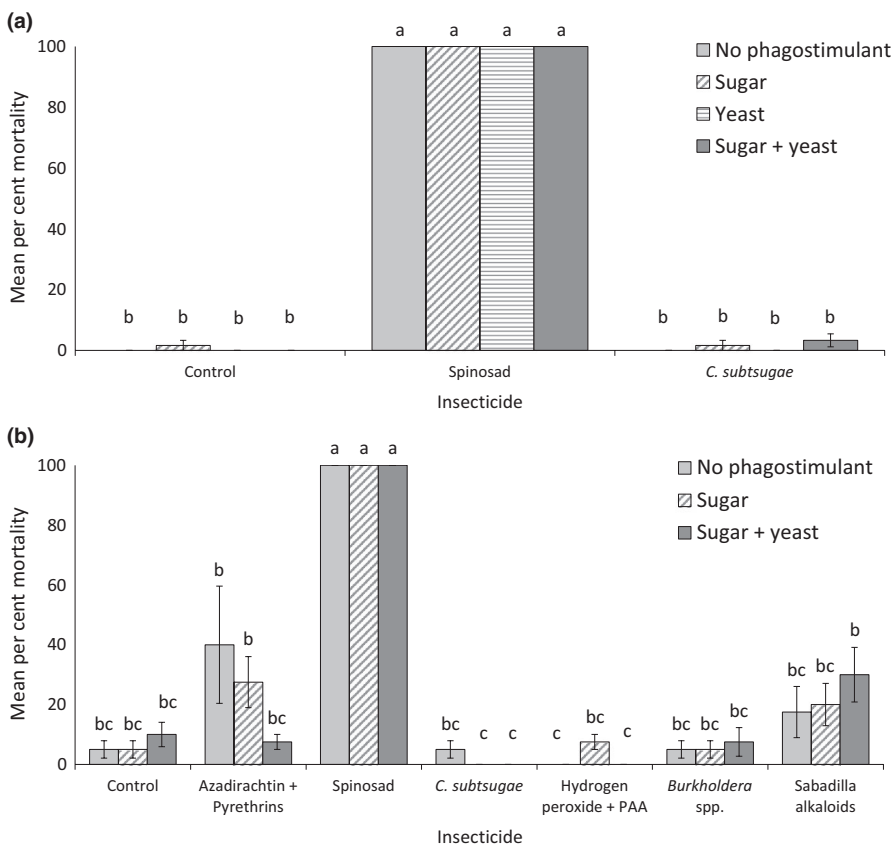 (a)
a a a a
100
80
60
40
20
0
Mean per cent mortality
No phagostimulant
Sugar
Yeast
Sugar + yeast
b b b b
b b b b
Control
Spinosad
C. subtsugae
Insecticide
(b)
a a a
100
80
60
40
20
0
Mean per cent mortality
No phagostimulant
Sugar
Sugar + yeast
bc bc bc
b b bc
bc c c
c bc c
bc bc bc
bc bc b
Control
Azadirachtin +
Pyrethrins
Spinosad
C. subtsugae
Hydrogen
peroxide + PAA
Burkholdera
spp.
Sabadilla
alkaloids
Insecticide